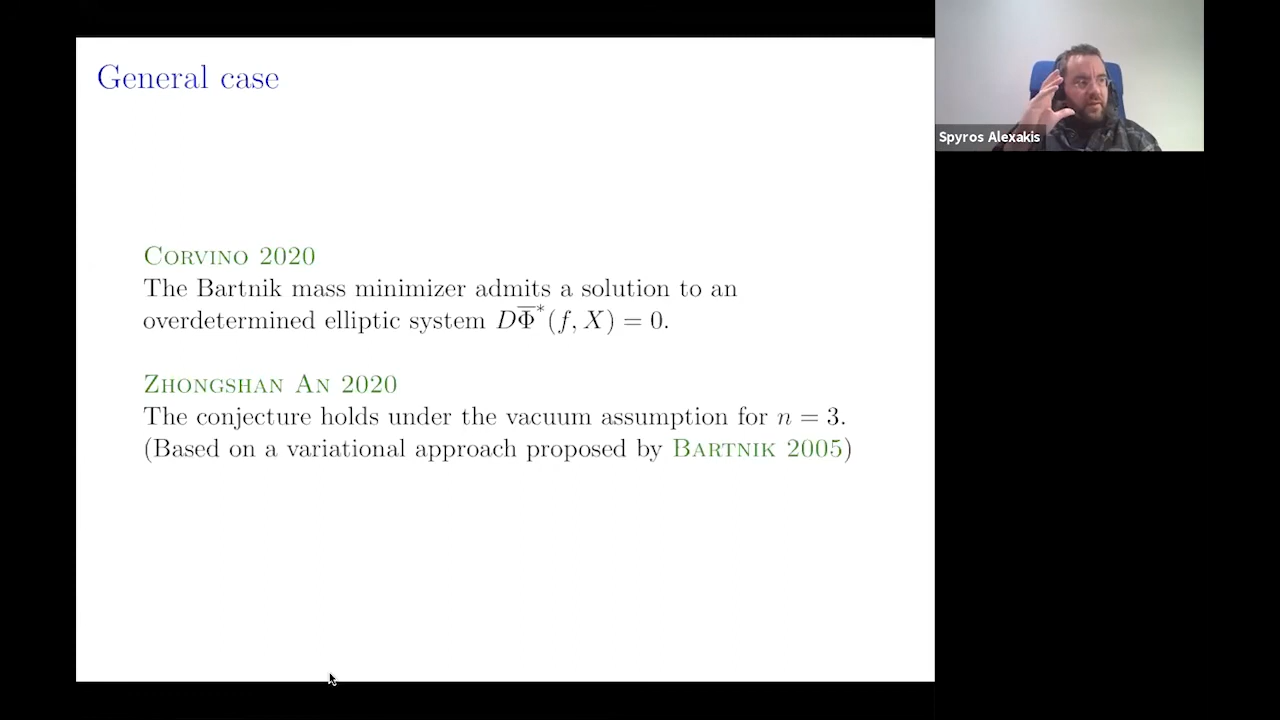 General case
CORVINO 2020
The Bartnik mass minimizer admits a solution to an
overdetermined elliptic system $D\overline{\Phi}^*(f, X) = 0$.
ZHONGSHAN AN 2020
The conjecture holds under the vacuum assumption for $n = 3$.
(Based on a variational approach proposed by BARTNIK 2005)
Spyros Alexakis